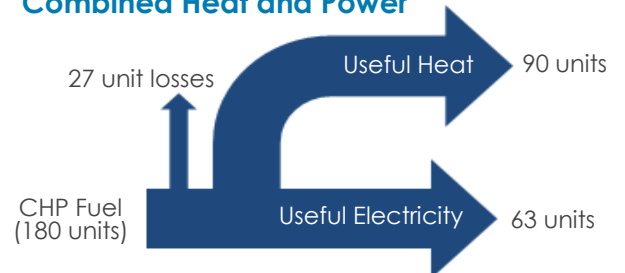 Combined Heat and Power
Useful Heat
90 units
27 unit losses
CHP Fuel
(180 units)
Useful Electricity
63 units